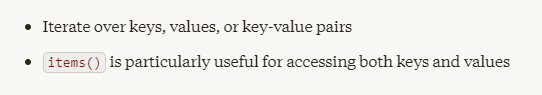 Iterate over keys, values, or key-value pairs
items() is particularly useful for accessing both keys and values